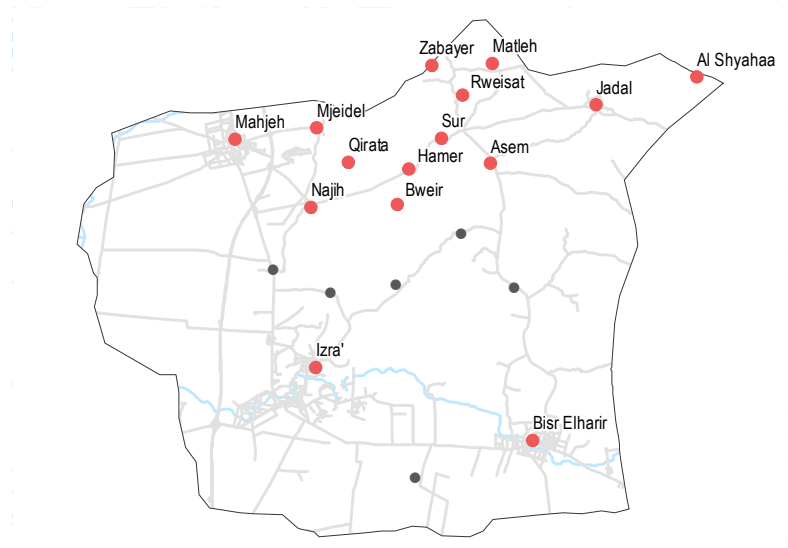 Zabayer
Matleh
Al Shyahaa
Rweisat
Jadal
Mjeidel
Mahjeh
Sur
Qirata
Hamer
Asem
Najih
Bweir
Izra'
Bisr Elharir